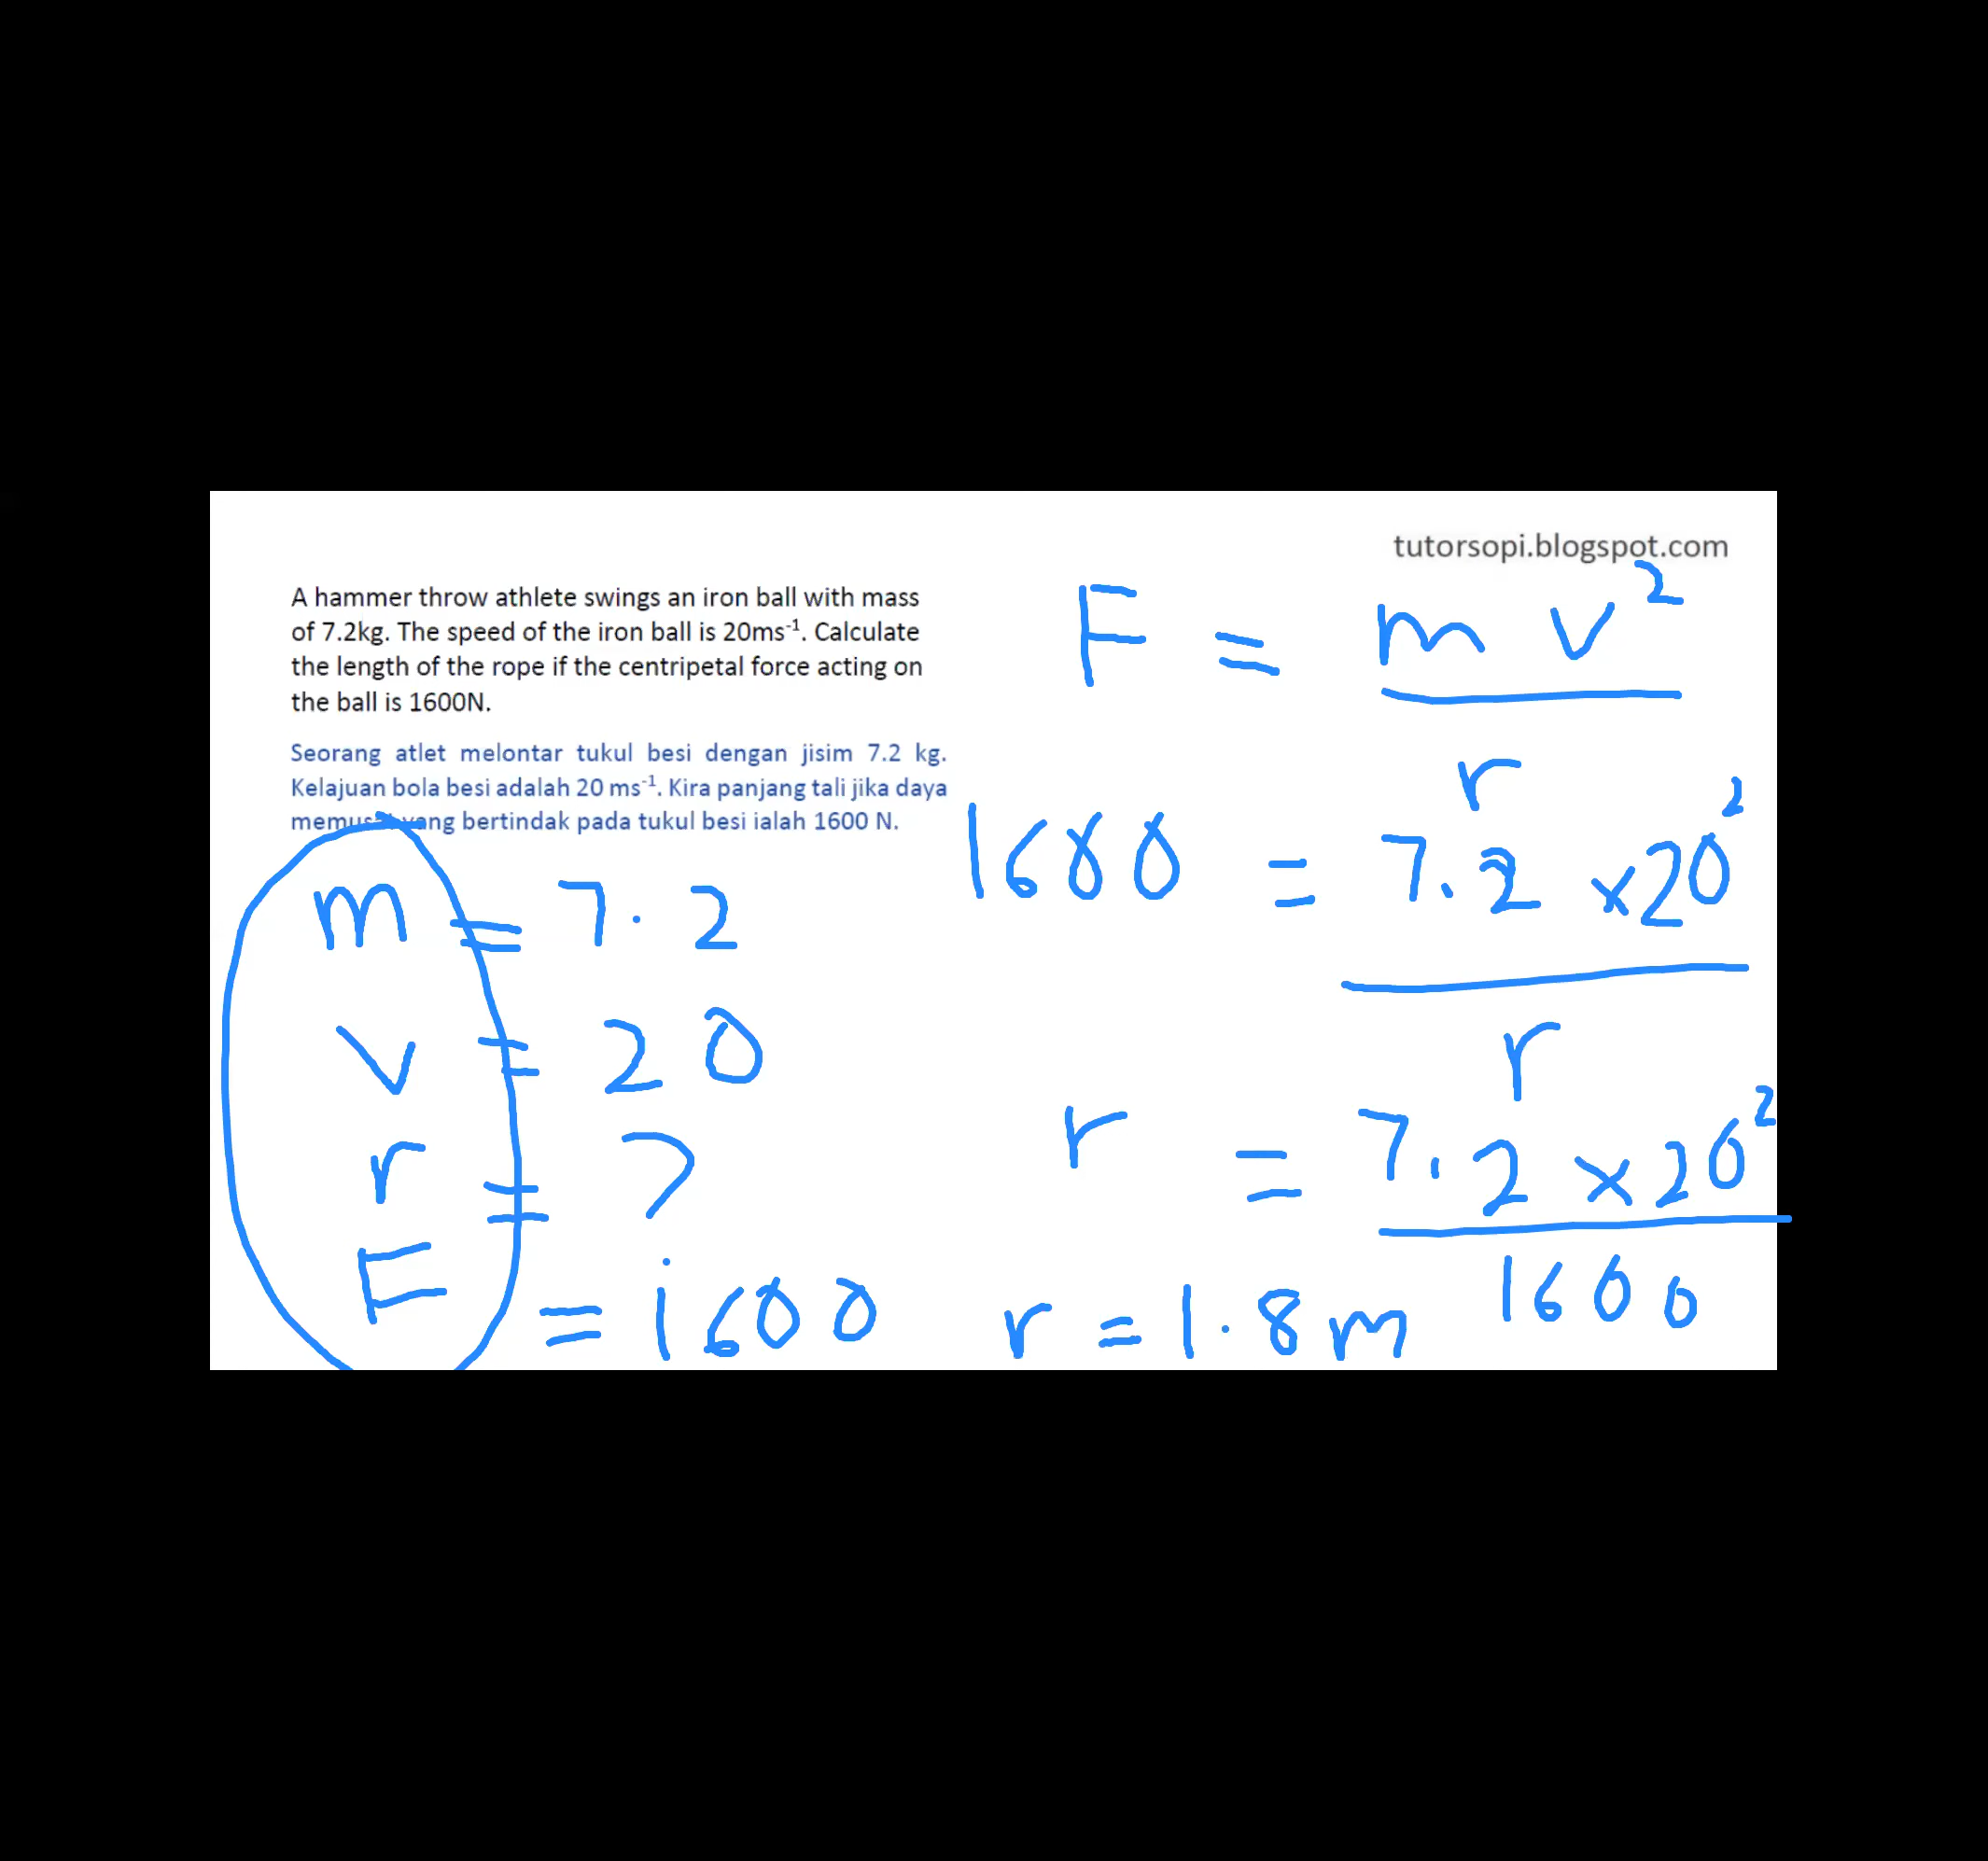 tutorsopi.blogspot.com
A hammer throw athlete swings an iron ball with mass
of 7.2kg. The speed of the iron ball is 20ms⁻¹. Calculate
the length of the rope if the centripetal force acting on
the ball is 1600N.
Seorang atlet melontar tukul besi dengan jisim 7.2 kg.
Kelajuan bola besi adalah 20 ms⁻¹. Kira panjang tali jika daya
memusat yang bertindak pada tukul besi ialah 1600 N.
m = 7.2
v = 20
r = ?
F = 1600
F = m v²
r
1600 = 7.2 × 20²
r
r = 7.2 × 20²
1600
r = 1.8 m